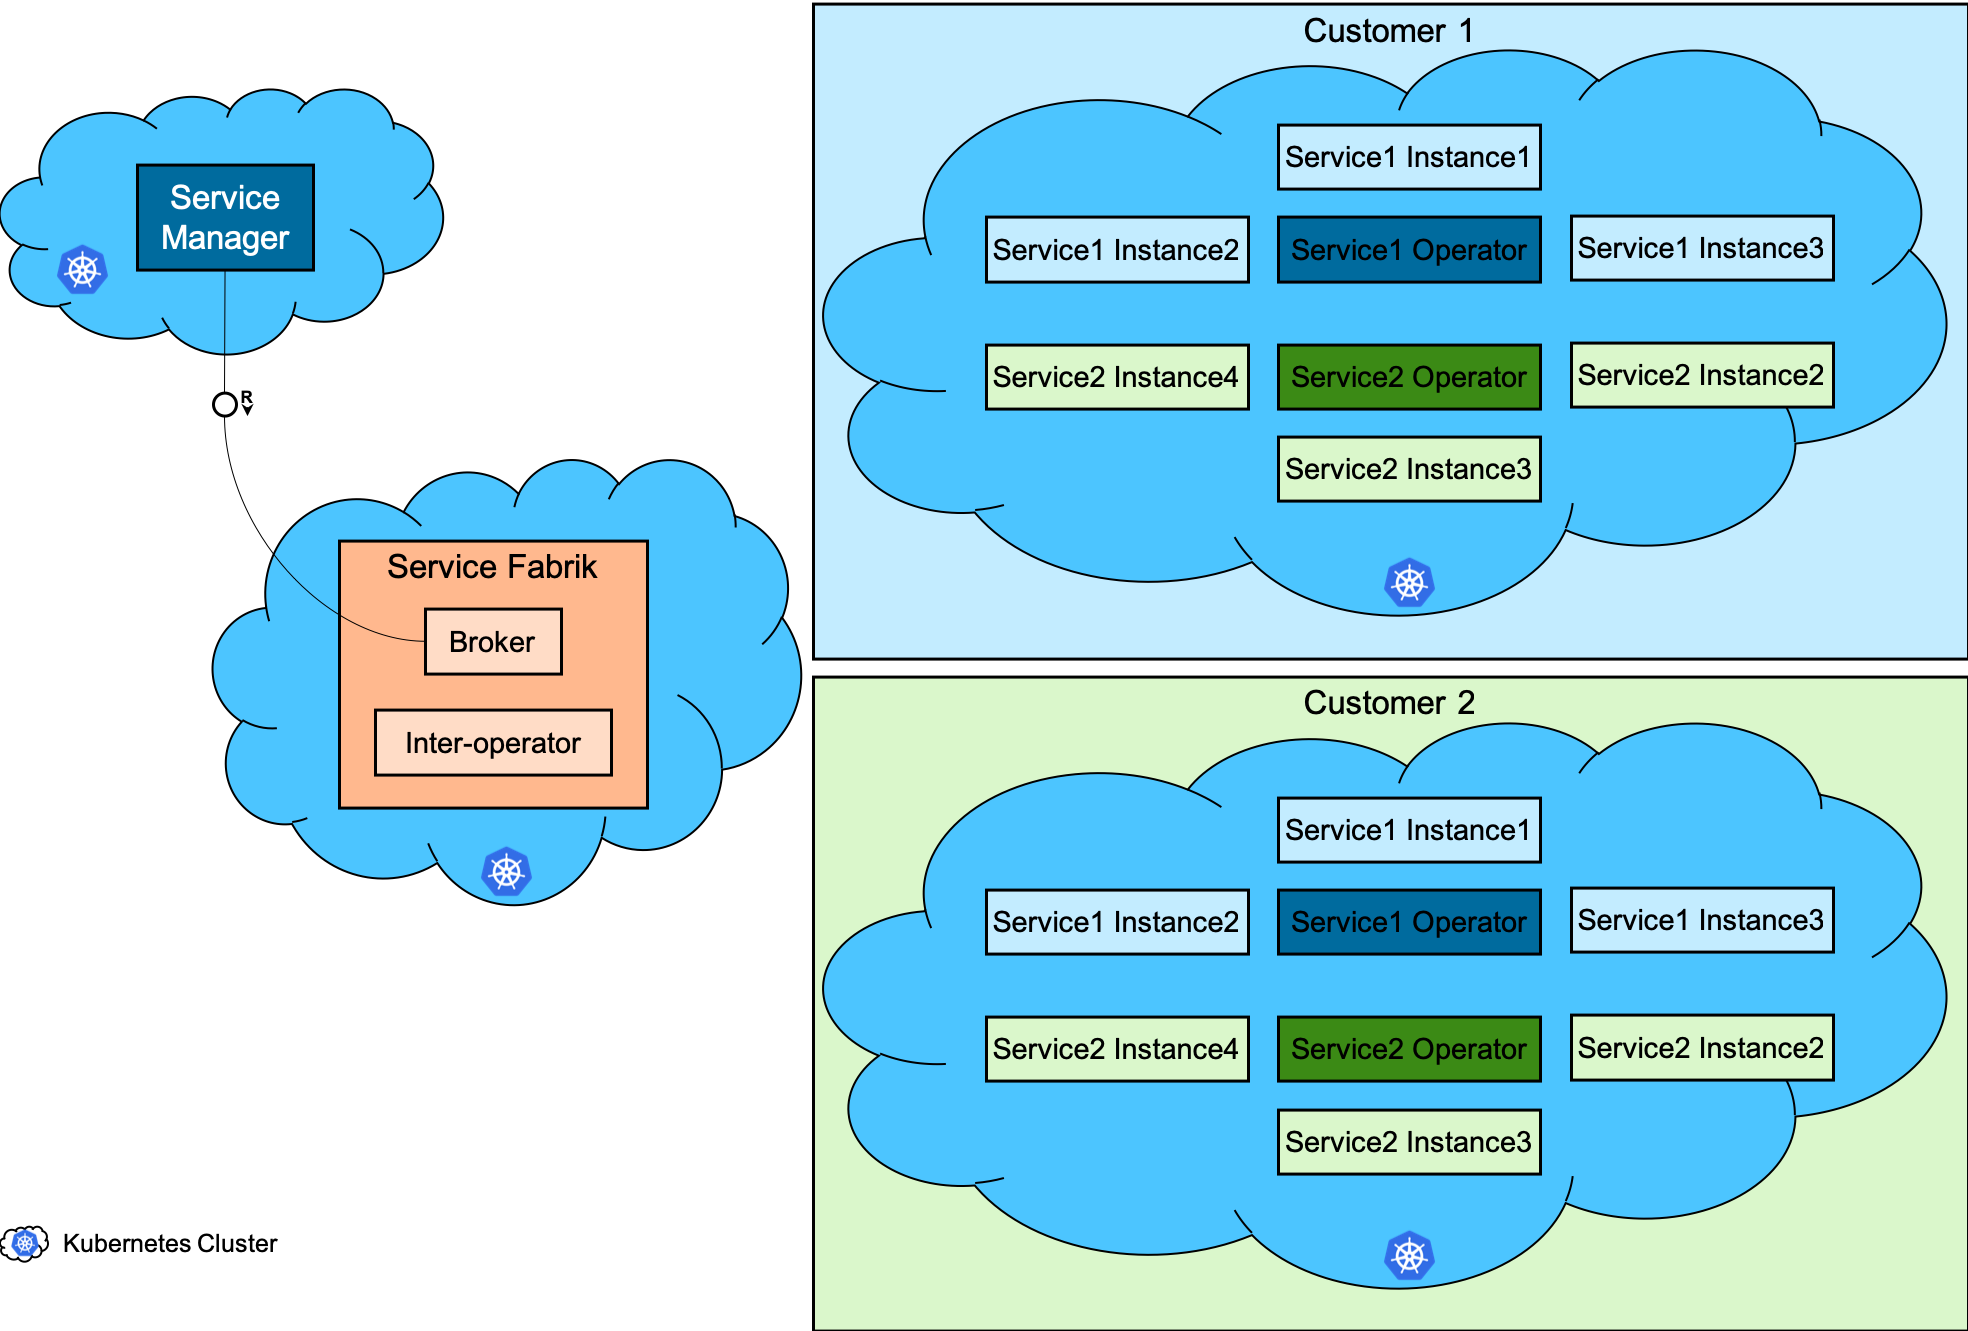 Service
Manager
R
Service Fabrik
Broker
Inter-operator
Kubernetes Cluster
Customer 1
Service1 Instance1
Service1 Instance2
Service1 Operator
Service1 Instance3
Service2 Instance4
Service2 Operator
Service2 Instance2
Service2 Instance3
Customer 2
Service1 Instance1
Service1 Instance2
Service1 Operator
Service1 Instance3
Service2 Instance4
Service2 Operator
Service2 Instance2
Service2 Instance3